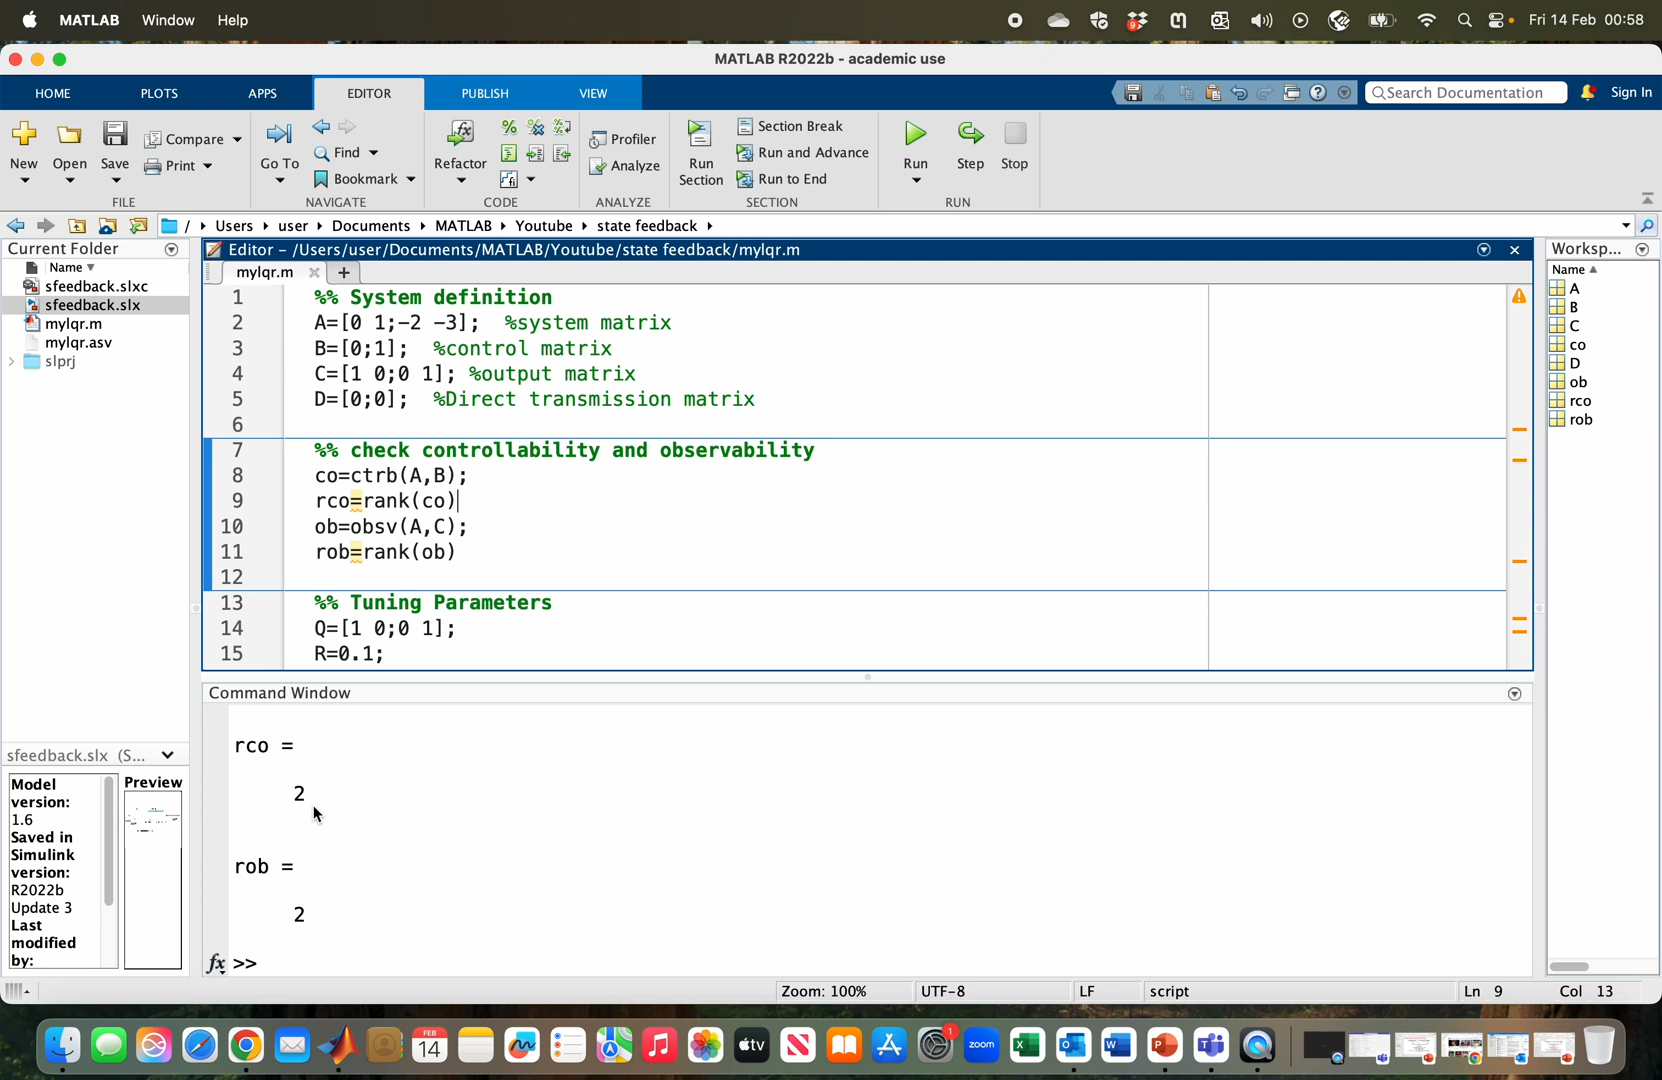 MATLAB Window Help
9
Fri 14 Feb 00:58
MATLAB R2022b - academic use
HOME PLOTS APPS EDITOR PUBLISH VIEW
Search Documentation
Sign In
New Open Save
Compare
Print
FILE
Go To
Find
Bookmark
NAVIGATE
Refactor
CODE
Profiler
Analyze
ANALYZE
Run Section
Section Break
Run and Advance
Run to End
SECTION
Run Step Stop
RUN
/ Users user Documents MATLAB Youtube state feedback
Current Folder
Name
sfeedback.slxc
sfeedback.slx
mylqr.m
mylqr.asv
slprj
Editor - /Users/user/Documents/MATLAB/Youtube/state feedback/mylqr.m
mylqr.m
1 %% System definition
2 A=[0 1;-2 -3]; %system matrix
3 B=[0;1]; %control matrix
4 C=[1 0;0 1]; %output matrix
5 D=[0;0]; %Direct transmission matrix
6
7 %% check controllability and observability
8 co=ctrb(A,B);
9 rco=rank(co)
10 ob=obsv(A,C);
11 rob=rank(ob)
12
13 %% Tuning Parameters
14 Q=[1 0;0 1];
15 R=0.1;
Worksp...
Name
A
B
C
co
D
ob
rco
rob
Command Window
rco =
2
rob =
2
fx >>
sfeedback.slx (S...
Model
version:
1.6
Saved in
Simulink
version:
R2022b
Update 3
Last
modified
by:
Preview
Zoom: 100% UTF-8 LF script Ln 9 Col 13
FEB
14
tv
1
zoom